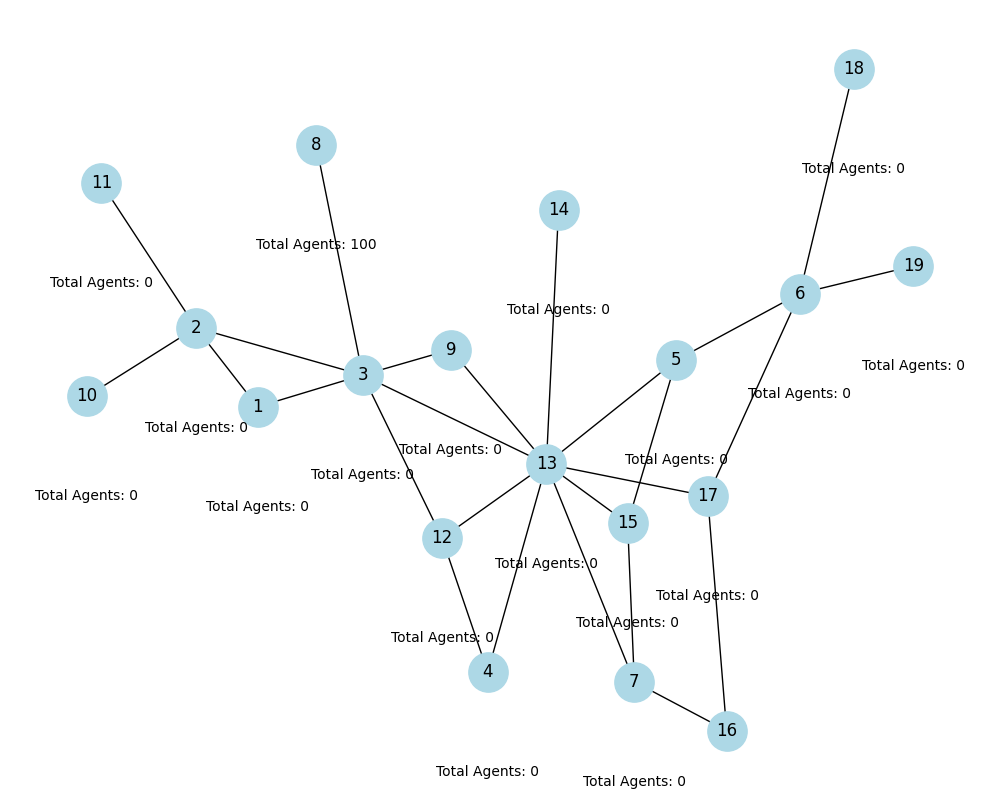 18
8
Total Agents: 0
11
14
Total Agents: 100
19
Total Agents: 0
6
Total Agents: 0
2
9
5
Total Agents: 0
3
Total Agents: 0
10
1
Total Agents: 0
Total Agents: 0
Total Agents: 0
13
Total Agents: 0
Total Agents: 0
17
Total Agents: 0
15
12
Total Agents: 0
Total Agents: 0
Total Agents: 0
Total Agents: 0
4
7
16
Total Agents: 0
Total Agents: 0